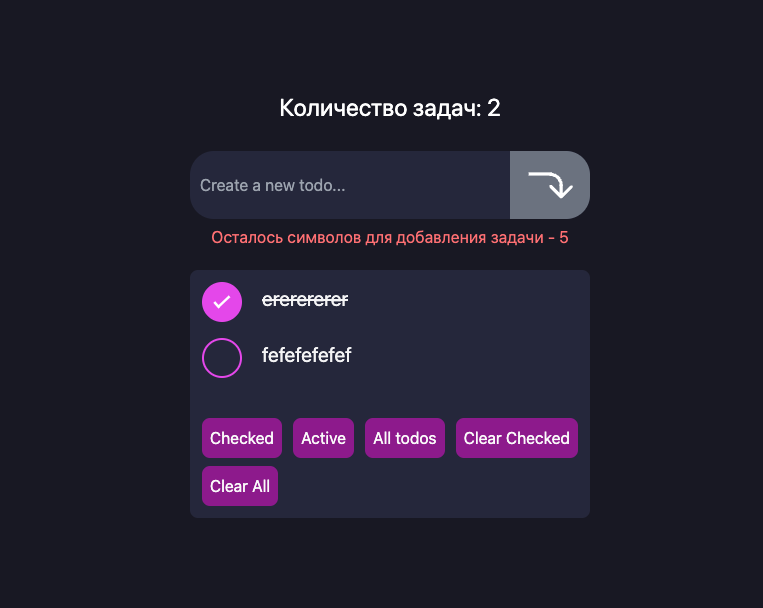 Количество задач: 2
Create a new todo...
Осталось символов для добавления задачи - 5
erererererer
fefefefefef
Checked Active All todos Clear Checked
Clear All